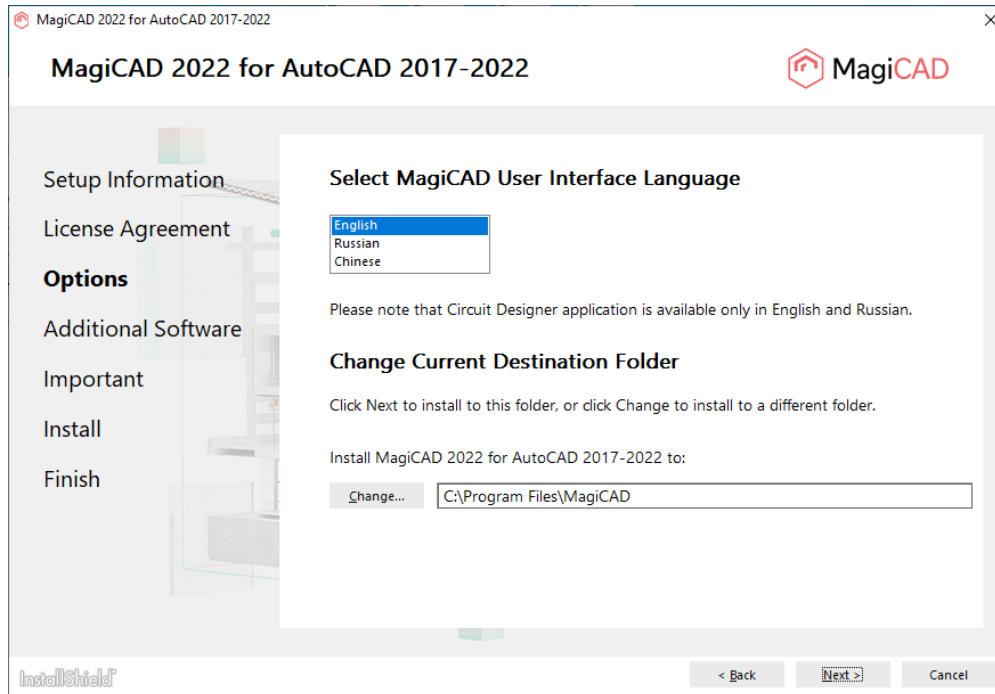 MagiCAD 2022 for AutoCAD 2017-2022
MagiCAD 2022 for AutoCAD 2017-2022
MagiCAD
Setup Information
License Agreement
Options
Additional Software
Important
Install
Finish
Select MagiCAD User Interface Language
English
Russian
Chinese
Please note that Circuit Designer application is available only in English and Russian.
Change Current Destination Folder
Click Next to install to this folder, or click Change to install to a different folder.
Install MagiCAD 2022 for AutoCAD 2017-2022 to:
Change...
C:\Program Files\MagiCAD
InstallShield
< Back
Next >
Cancel